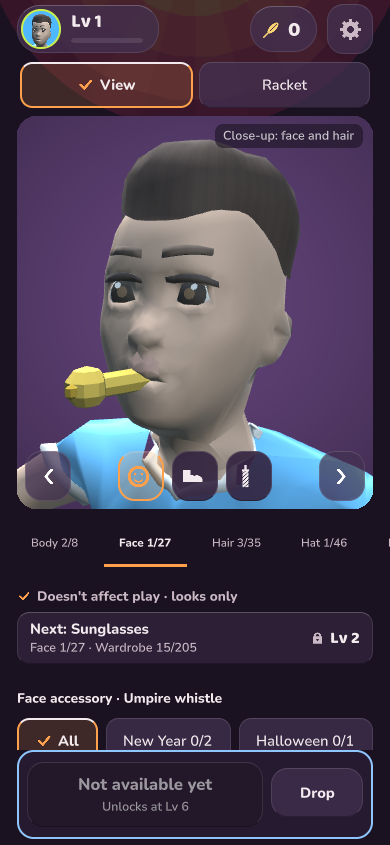 Lv 1
0
View
Racket
Close-up: face and hair
Body 2/8
Face 1/27
Hair 3/35
Hat 1/46
Doesn't affect play · looks only
Next: Sunglasses
Face 1/27 · Wardrobe 15/205
Lv 2
Face accessory · Umpire whistle
All
New Year 0/2
Halloween 0/1
Not available yet
Unlocks at Lv 6
Drop